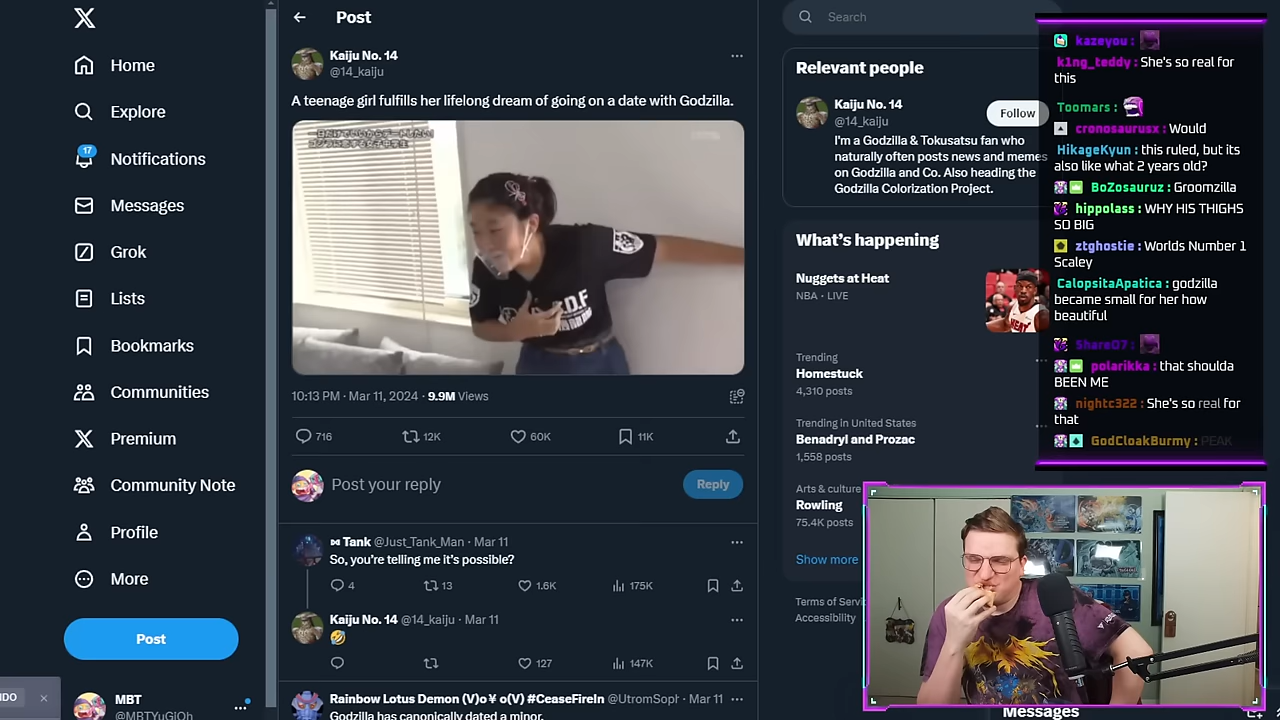 Home
Explore
17
Notifications
Messages
Grok
Lists
Bookmarks
Communities
Premium
Community Note
Profile
More
Post
MBT
Post
Kaiju No. 14
@14_kaiju
A teenage girl fulfills her lifelong dream of going on a date with Godzilla.
10:13 PM · Mar 11, 2024 · 9.9M Views
716
12K
60K
11K
Post your reply
Reply
Tank @Just_Tank_Man · Mar 11
So, you're telling me it's possible?
4
13
1.6K
175K
Kaiju No. 14 @14_kaiju · Mar 11
🤣
127
147K
Rainbow Lotus Demon (V)o¥ o(V) #CeaseFireIn @UtromSopr · Mar 11
Godzilla has canonically dated a minor.
Search
Relevant people
Kaiju No. 14
@14_kaiju
Follow
I'm a Godzilla & Tokusatsu fan who
naturally often posts news and memes
on Godzilla and Co. Also heading the
Godzilla Colorization Project.
What's happening
Nuggets at Heat
NBA · LIVE
Trending
Homestuck
4,310 posts
Trending in United States
Benadryl and Prozac
1,558 posts
Arts & culture
Rowling
75.4K posts
Show more
Terms of Servi
Accessibility
Messages
kazeyou :
k1ng_teddy : She's so real for
this
Toomars :
cronosaurusx : Would
HikageKyun : this ruled, but its
also like what 2 years old?
BoZosauruz : Groomzilla
hippolass : WHY HIS THIGHS
SO BIG
ztghostie : Worlds Number 1
Scaley
CalopsitaApatica : godzilla
became small for her how
beautiful
Share07 :
polarikka : that shoulda
BEEN ME
nightc322 : She's so real for
that
GodCloakBurmy : PEAK